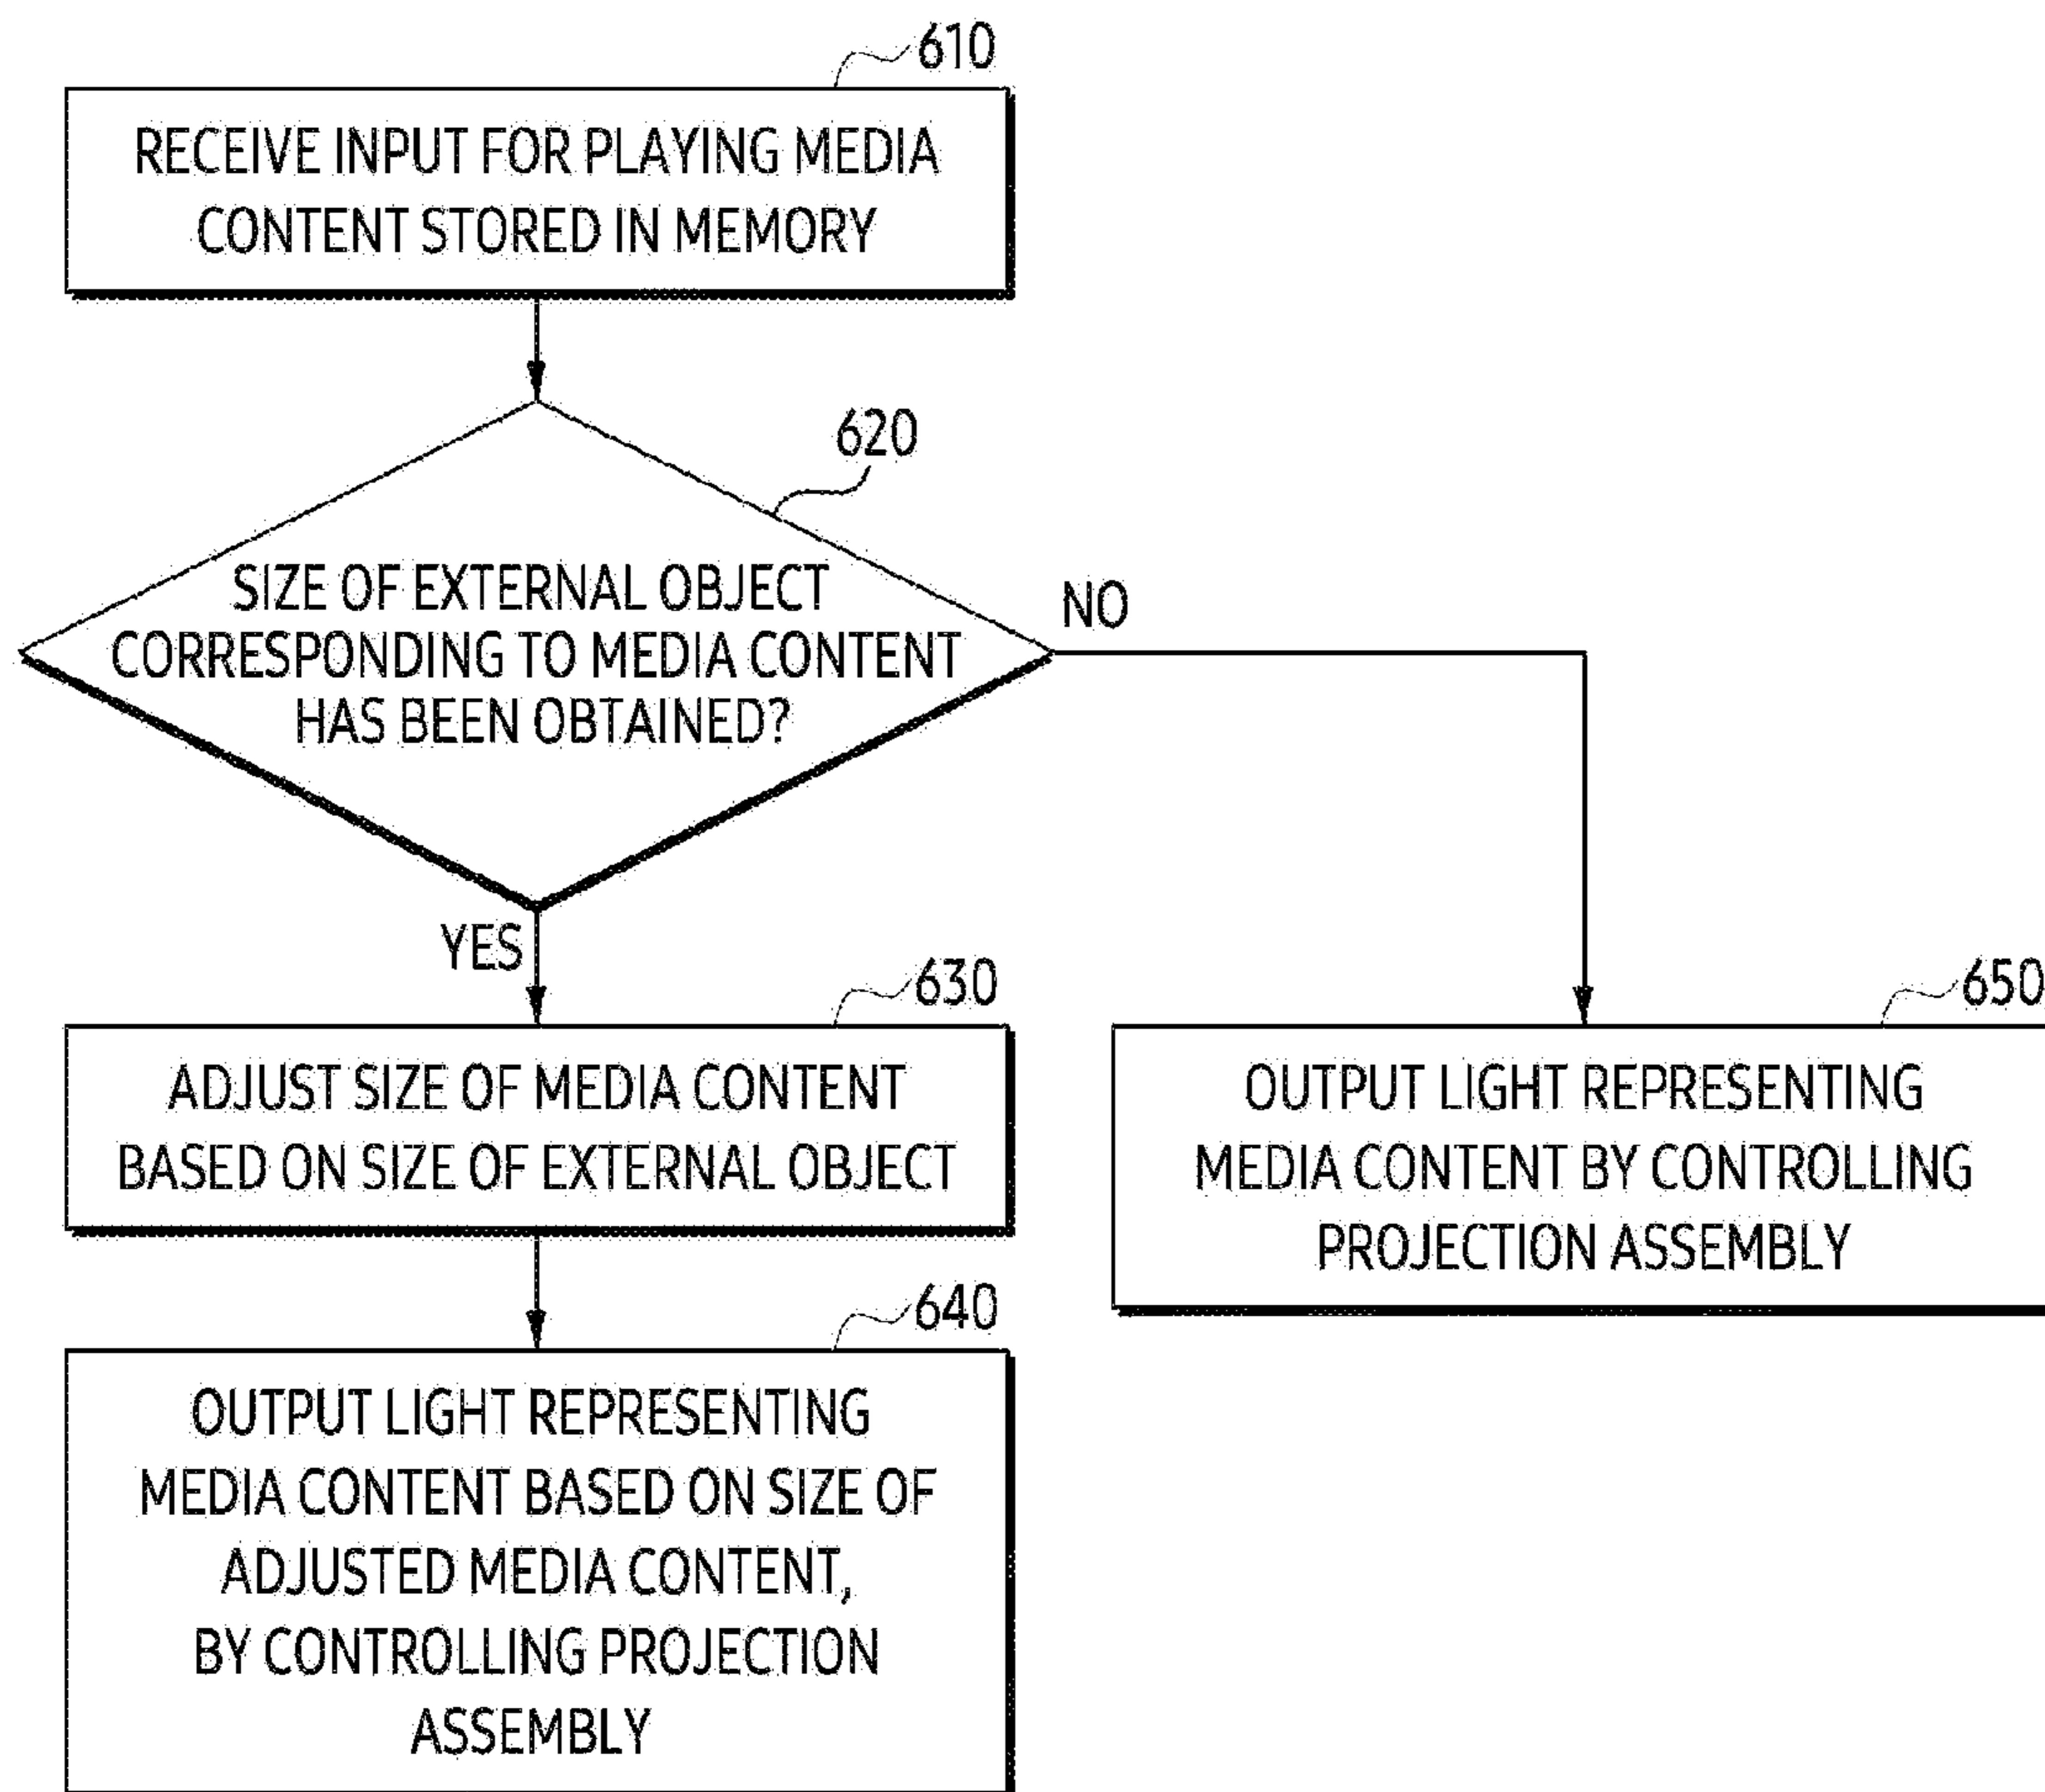 610
RECEIVE INPUT FOR PLAYING MEDIA
CONTENT STORED IN MEMORY
620
SIZE OF EXTERNAL OBJECT
CORRESPONDING TO MEDIA CONTENT
HAS BEEN OBTAINED?
NO
YES
630
ADJUST SIZE OF MEDIA CONTENT
BASED ON SIZE OF EXTERNAL OBJECT
650
OUTPUT LIGHT REPRESENTING
MEDIA CONTENT BY CONTROLLING
PROJECTION ASSEMBLY
640
OUTPUT LIGHT REPRESENTING
MEDIA CONTENT BASED ON SIZE OF
ADJUSTED MEDIA CONTENT,
BY CONTROLLING PROJECTION
ASSEMBLY